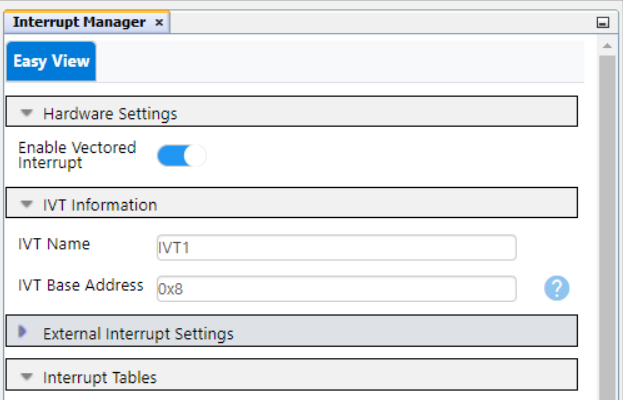 Interrupt Manager ×
Easy View
Hardware Settings
Enable Vectored
Interrupt
IVT Information
IVT Name IVT1
IVT Base Address 0x8 ?
External Interrupt Settings
Interrupt Tables